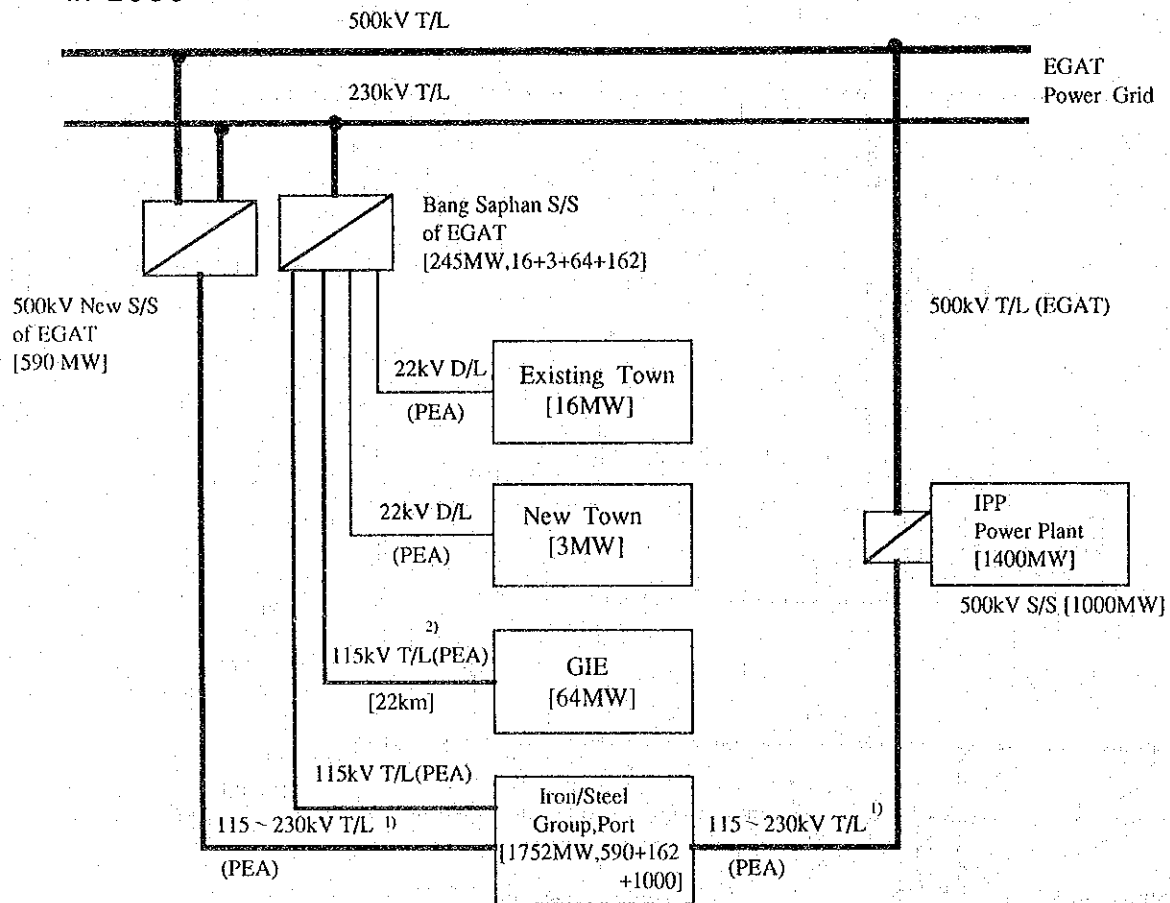 500kV T/L
EGAT
Power Grid
230kV T/L
Bang Saphan S/S
of EGAT
[245MW,16+3+64+162]
500kV New S/S
of EGAT
[590 MW]
500kV T/L (EGAT)
22kV D/L
(PEA)
Existing Town
[16MW]
22kV D/L
(PEA)
New Town
[3MW]
IPP
Power Plant
[1400MW]
500kV S/S [1000MW]
2)
115kV T/L(PEA)
[22km]
GIE
[64MW]
115kV T/L(PEA)
Iron/Steel
Group,Port
[1752MW,590+162
+1000]
115~230kV T/L 1)
(PEA)
115~230kV T/L 1)
(PEA)